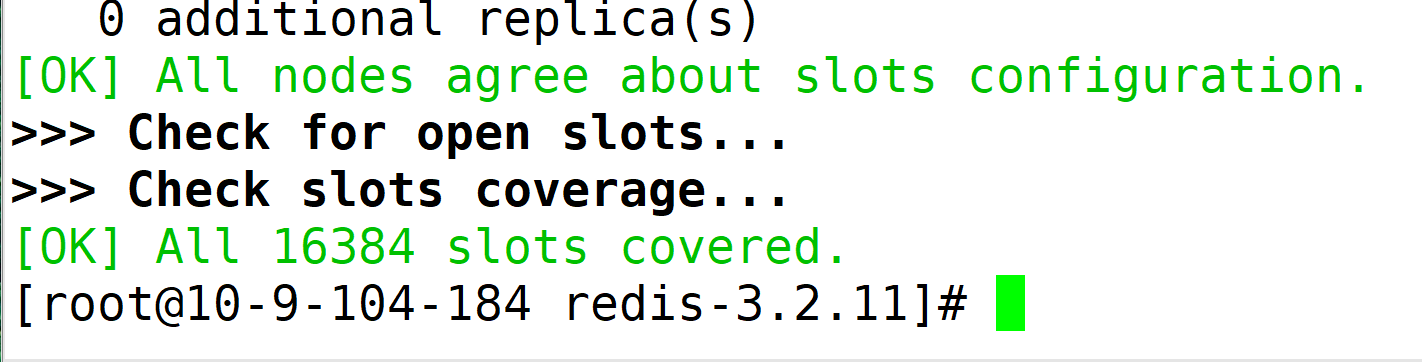 0 additional replica(s)
[OK] All nodes agree about slots configuration.
>>> Check for open slots...
>>> Check slots coverage...
[OK] All 16384 slots covered.
[root@10-9-104-184 redis-3.2.11]#